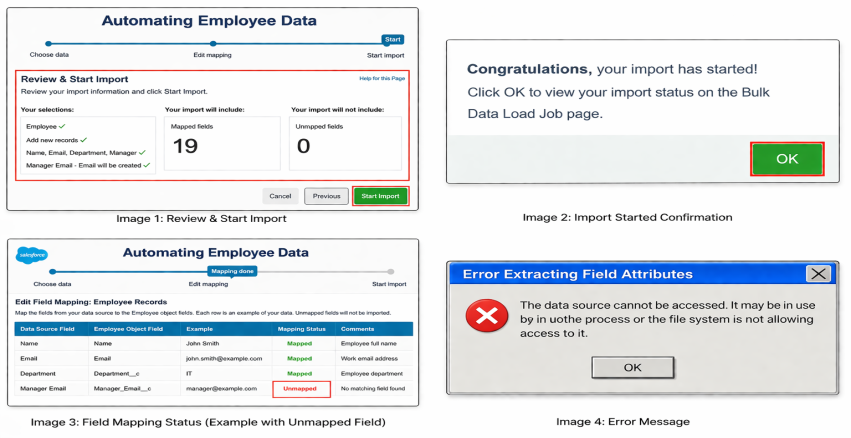 Automating Employee Data
Start
Choose data
Edit mapping
Start import
Review & Start Import
Help for this Page
Review your import information and click Start Import.
Your selections:
Your import will include:
Your import will not include:
Employee ✓
Add new records ✓
Name, Email, Department, Manager ✓
Manager Email - Email will be created ✓
Mapped fields
19
Unmpped fields
0
Cancel
Previous
Start Import
Image 1: Review & Start Import
Congratulations, your import has started!
Click OK to view your import status on the Bulk
Data Load Job page.
OK
Image 2: Import Started Confirmation
salesforce
Automating Employee Data
Mapping done
Choose data
Edit mapping
Start Import
Edit Field Mapping: Employee Records
Map the fields from your data source to the Employee object fields. Each row is an example of your data. Unmapped fields will not be imported.
Data Source Field Employee Object Field Example Mapping Status Comments
Name Name John Smith Mapped Employee full name
Email Email john.smith@example.com Mapped Work email address
Department Department__c IT Mapped Employee department
Manager Email Manager_Email__c manager@example.com Unmapped No matching field found
Image 3: Field Mapping Status (Example with Unmapped Field)
Error Extracting Field Attributes
The data source cannot be accessed. It may be in use
by in uothe process or the file system is not allowing
access to it.
OK
Image 4: Error Message